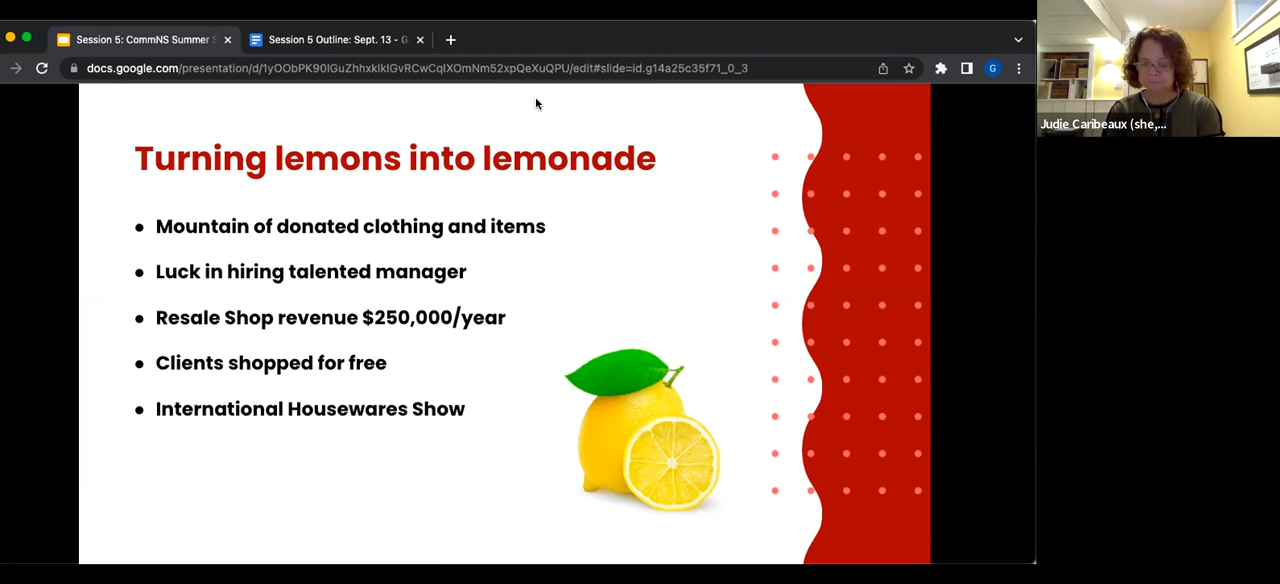 Session 5: CommNS Summer S
Session 5 Outline: Sept. 13 - G
docs.google.com/presentation/d/1yOObPK90IGuZhhxklkIGvRCwCqIXOmNm52xpQeXuQPU/edit#slide=id.g14a25c35f71_0_3
G
Judie Caribeaux (she,...
Turning lemons into lemonade
● Mountain of donated clothing and items
● Luck in hiring talented manager
● Resale Shop revenue $250,000/year
● Clients shopped for free
● International Housewares Show